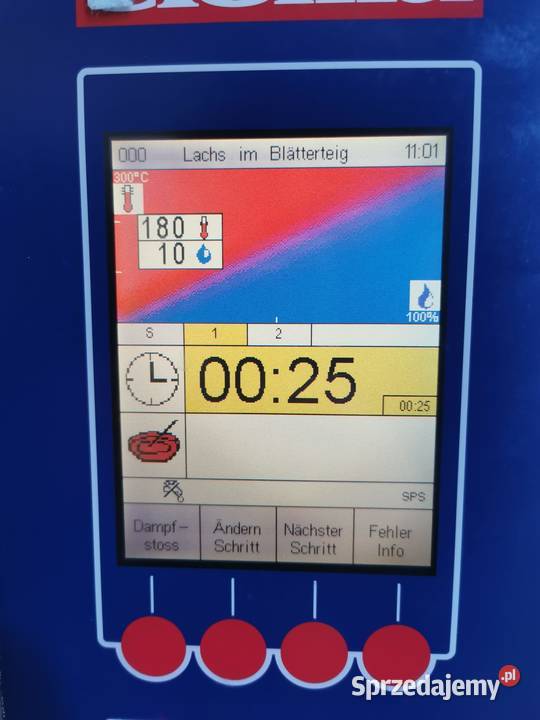 000 Lachs im Blätterteig 11:01
300°C
180
10
100%
S 1 2
00:25
00:25
SPS
Dampf- Ändern Nächster Fehler
stoss Schritt Schritt Info
Sprzedajemy.pl